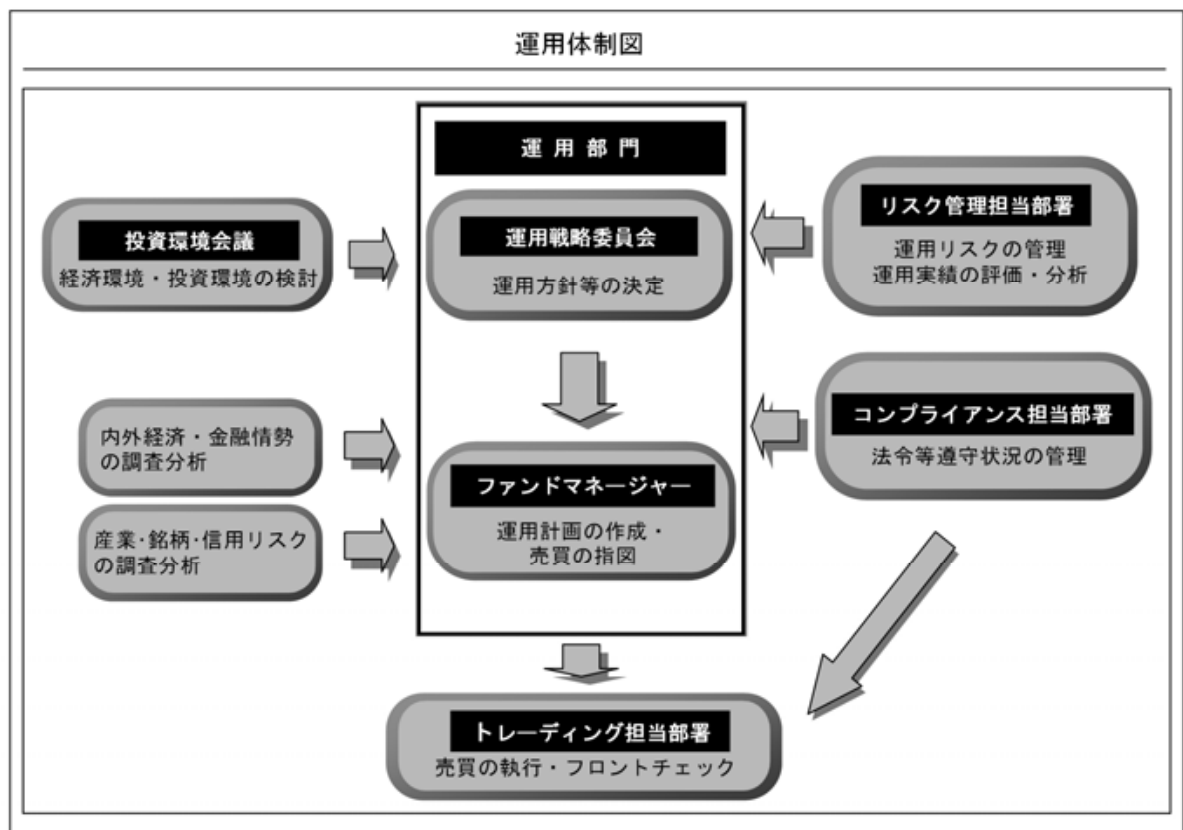 運用体制図
運用部門
投資環境会議
経済環境・投資環境の検討
運用戦略委員会
運用方針等の決定
リスク管理担当部署
運用リスクの管理
運用実績の評価・分析
内外経済・金融情勢
の調査分析
産業・銘柄・信用リスク
の調査分析
ファンドマネージャー
運用計画の作成・
売買の指図
コンプライアンス担当部署
法令等遵守状況の管理
トレーディング担当部署
売買の執行・フロントチェック